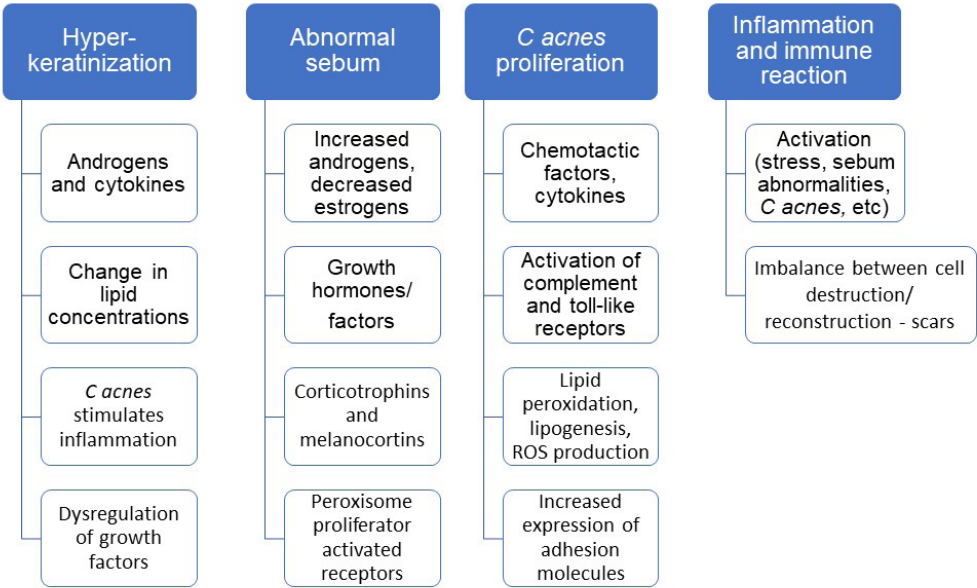 Hyper-
keratinization
Androgens
and cytokines
Change in
lipid
concentrations
C acnes
stimulates
inflammation
Dysregulation
of growth
factors
Abnormal
sebum
Increased
androgens,
decreased
estrogens
Growth
hormones/
factors
Corticotrophins
and
melanocortins
Peroxisome
proliferator
activated
receptors
C acnes
proliferation
Chemotactic
factors,
cytokines
Activation of
complement
and toll-like
receptors
Lipid
peroxidation,
lipogenesis,
ROS production
Increased
expression of
adhesion
molecules
Inflammation
and immune
reaction
Activation
(stress, sebum
abnormalities,
C acnes, etc)
Imbalance between cell
destruction/
reconstruction - scars